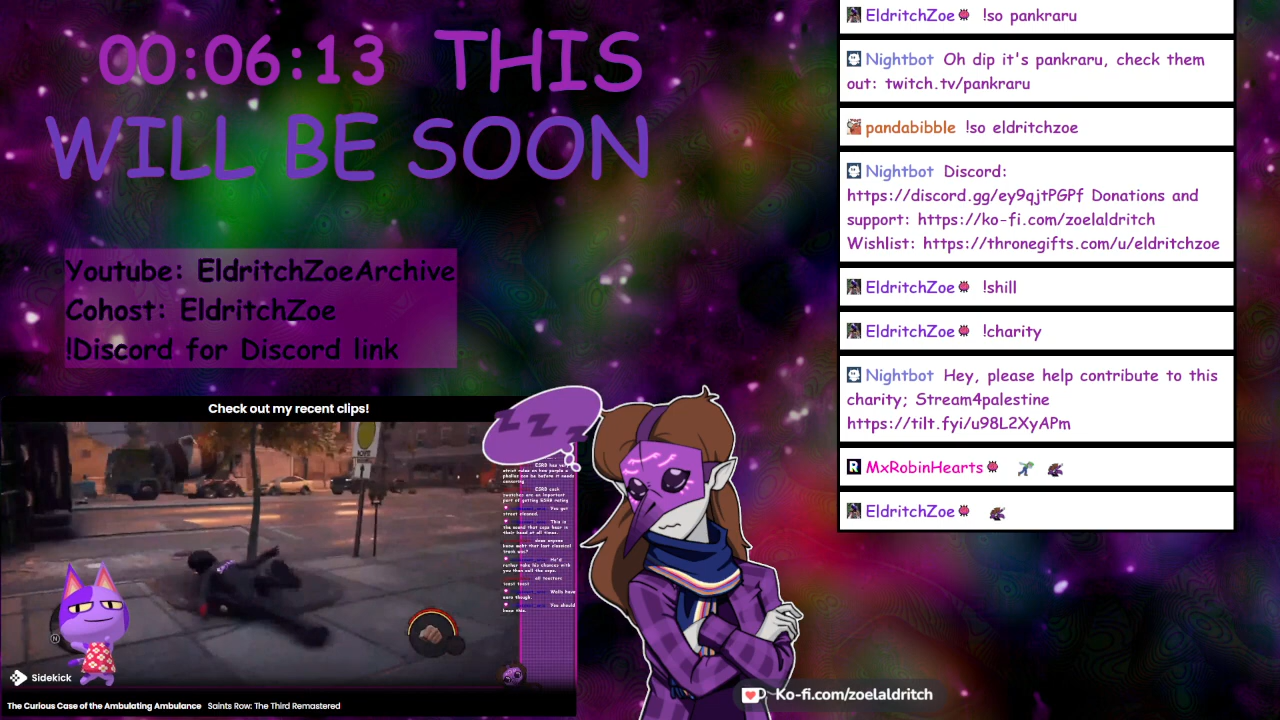 00:06:13 THIS
WILL BE SOON
Youtube: EldritchZoeArchive
Cohost: EldritchZoe
!Discord for Discord link
Check out my recent clips!
ZZZ
Sidekick
The Curious Case of the Ambulating Ambulance Saints Row: The Third Remastered
Ko-fi.com/zoelaldritch
EldritchZoe !so pankraru
Nightbot Oh dip it's pankraru, check them
out: twitch.tv/pankraru
pandabibble !so eldritchzoe
Nightbot Discord:
https://discord.gg/ey9qjtPGPf Donations and
support: https://ko-fi.com/zoelaldritch
Wishlist: https://thronegifts.com/u/eldritchzoe
EldritchZoe !shill
EldritchZoe !charity
Nightbot Hey, please help contribute to this
charity; Stream4palestine
https://tilt.fyi/u98L2XyAPm
MxRobinHearts
EldritchZoe